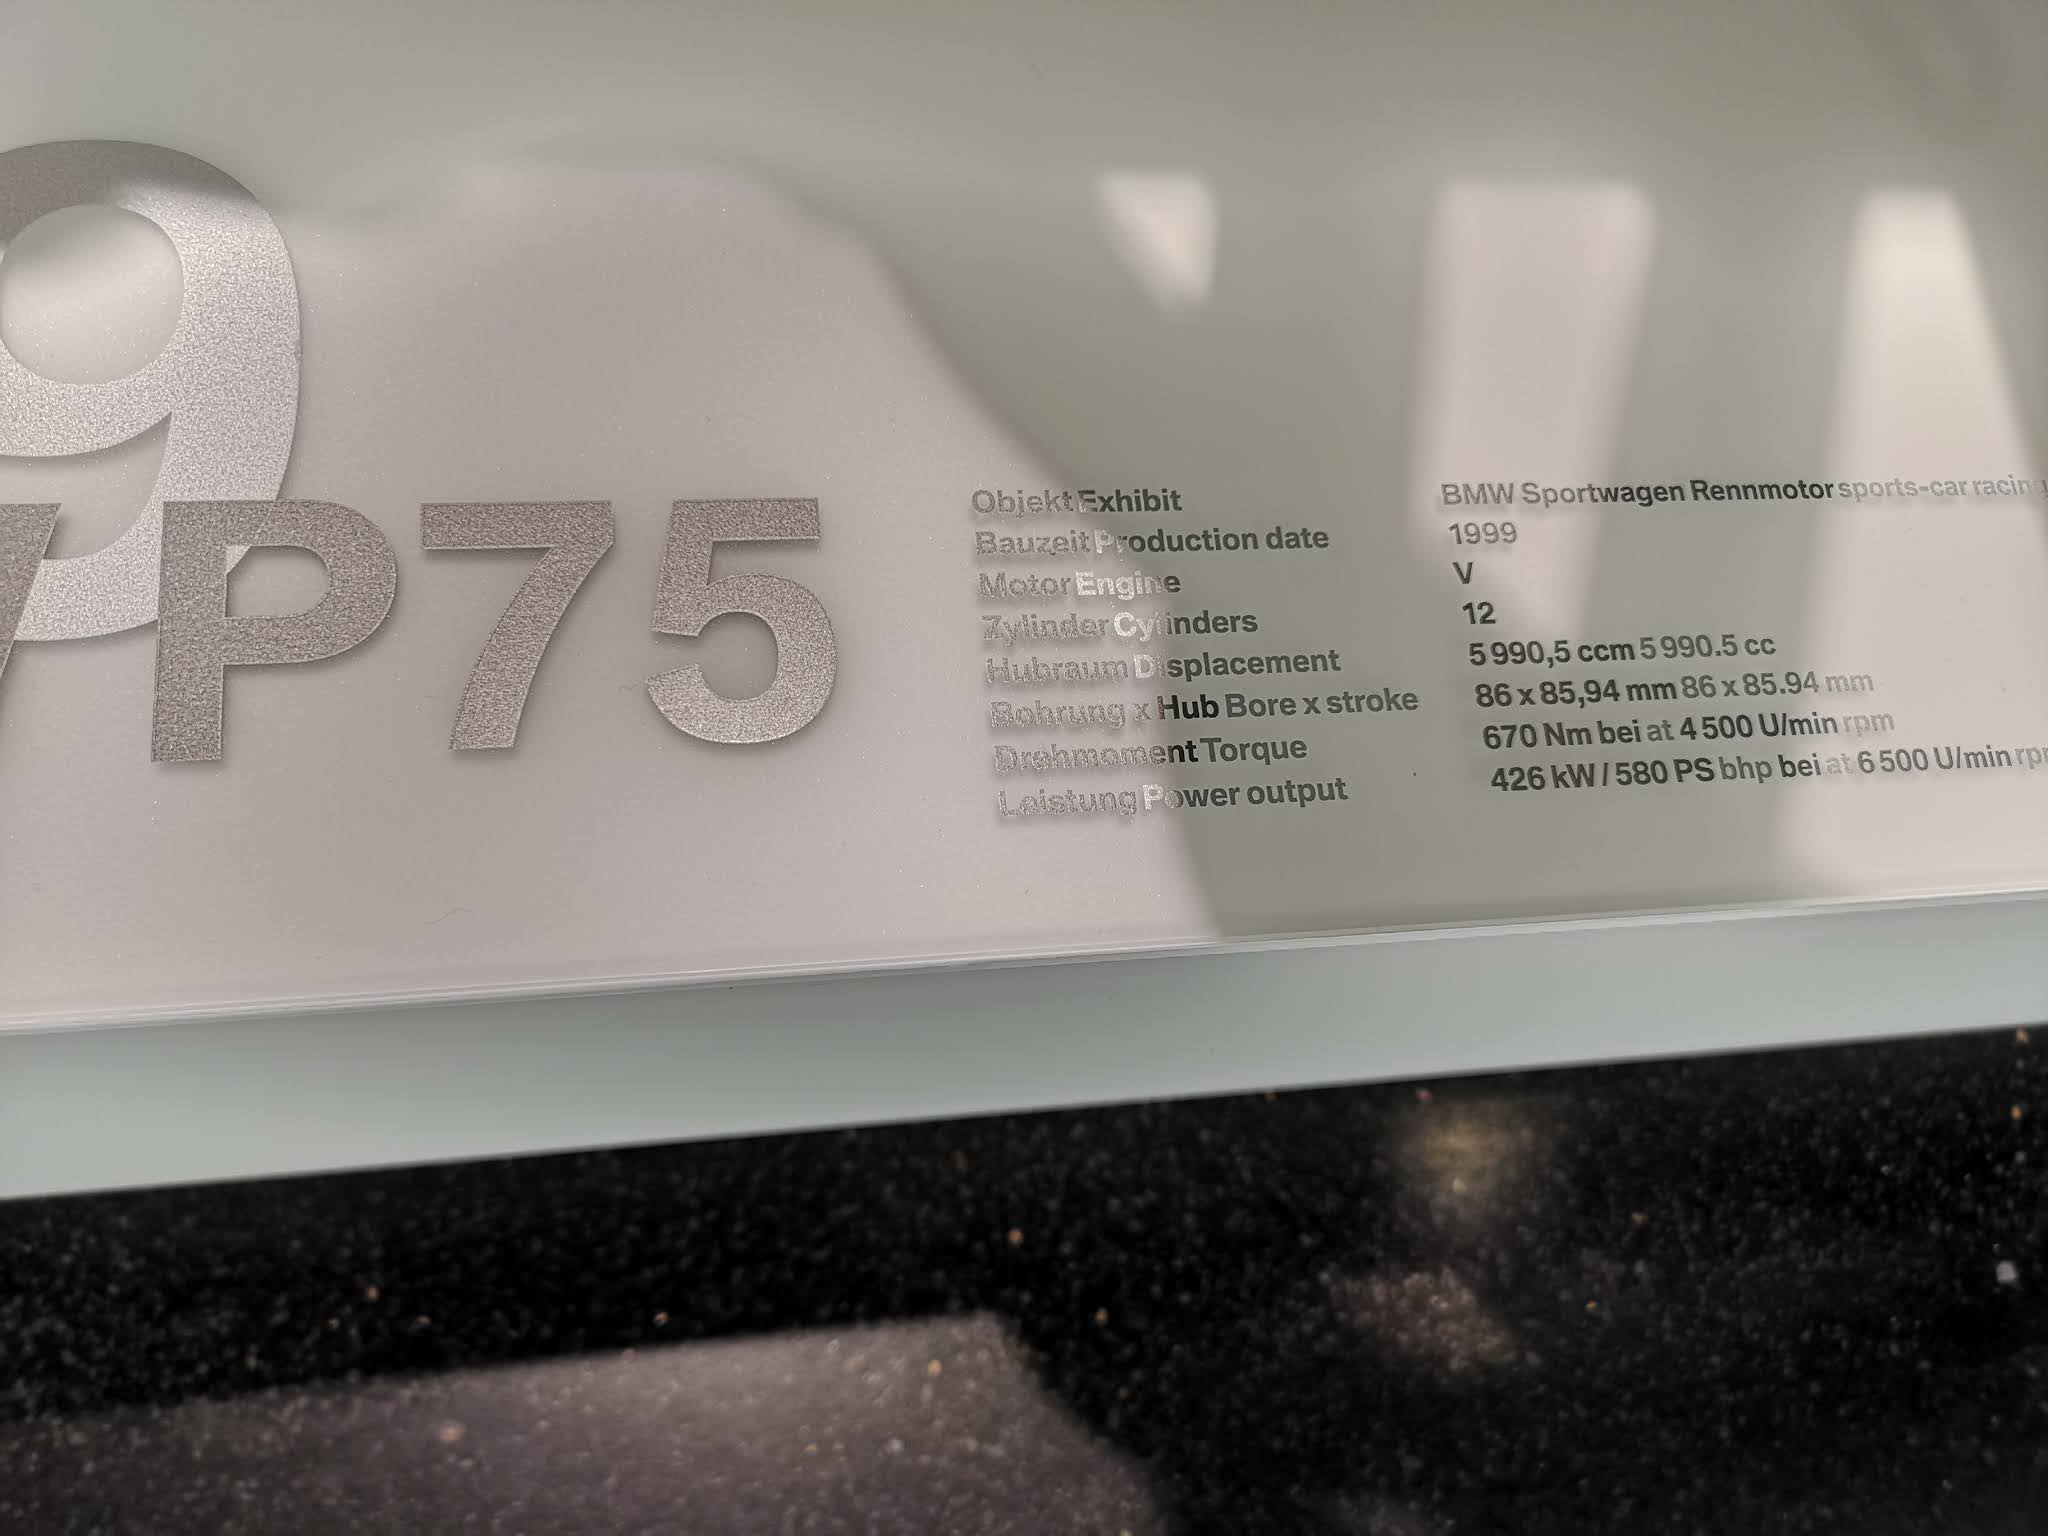 9
P75
Objekt Exhibit BMW Sportwagen Rennmotor sports-car racing
Bauzeit Production date 1999
Motor Engine V
Zylinder Cylinders 12
Hubraum Displacement 5 990,5 ccm 5 990.5 cc
Bohrung x Hub Bore x stroke 86 x 85,94 mm 86 x 85.94 mm
Drehmoment Torque 670 Nm bei at 4 500 U/min rpm
Leistung Power output 426 kW / 580 PS bhp bei at 6 500 U/min rpm